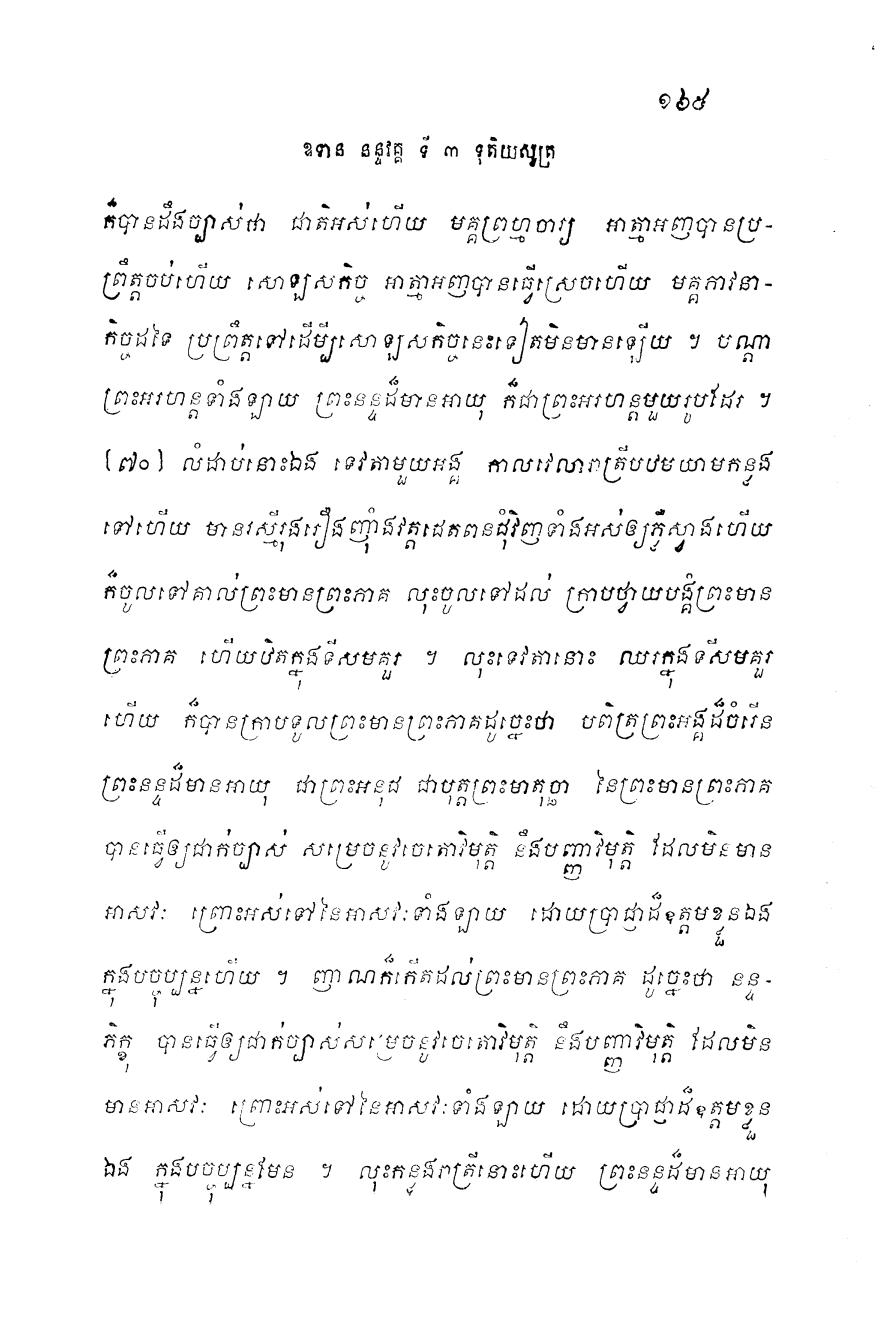 ១៦៥
ឧទាន នន្ទវគ្គ ទី ៣ ទុតិយសូត្រ
ក៏បានដឹងច្បាស់ថា ជាតិអស់ហើយ មគ្គព្រហ្មចារ្យ អាត្មាអញបានប្រ-
ព្រឹត្តចប់ហើយ សោឡសកិច្ច អាត្មាអញបានធ្វើស្រេចហើយ មគ្គភាវនា-
កិច្ចដទៃ ប្រព្រឹត្តទៅដើម្បីសោឡសកិច្ចនេះទៀតមិនមានឡើយ ។ បណ្តា
ព្រះអរហន្តទាំងឡាយ ព្រះនន្ទដ៏មានអាយុ ក៏ជាព្រះអរហន្តមួយរូបដែរ ។
(៧០) លំដាប់នោះឯង ទេវតាមួយអង្គ កាលវេលារាត្រីបឋមយាមកន្លង
ទៅហើយ មានរស្មីរុងរឿងញ៉ាំងវត្តជេតពនជុំវិញទាំងអស់ឲ្យភ្លឺស្វាងហើយ
ក៏ចូលទៅគាល់ព្រះមានព្រះភាគ លុះចូលទៅដល់ ក្រាបថ្វាយបង្គំព្រះមាន
ព្រះភាគ ហើយឋិតក្នុងទីសមគួរ ។ លុះទេវតានោះ ឈរក្នុងទីសមគួរ
ហើយ ក៏បានក្រាបទូលព្រះមានព្រះភាគដូច្នេះថា បពិត្រព្រះអង្គដ៏ចំរើន
ព្រះនន្ទដ៏មានអាយុ ជាព្រះអនុជ ជាបុត្តព្រះមាតុច្ឆា នៃព្រះមានព្រះភាគ
បានធ្វើឲ្យជាក់ច្បាស់ សម្រេចនូវចេតោវិមុត្តិ នឹងបញ្ញាវិមុត្តិ ដែលមិនមាន
អាសវៈ ព្រោះអស់ទៅនៃអាសវៈទាំងឡាយ ដោយប្រាជ្ញាដ៏ឧត្តមខ្លួនឯង
ក្នុងបច្ចុប្បន្នហើយ ។ ញាណក៏កើតដល់ព្រះមានព្រះភាគ ដូច្នេះថា នន្ទ-
ភិក្ខុ បានធ្វើឲ្យជាក់ច្បាស់សម្រេចនូវចេតោវិមុត្តិ នឹងបញ្ញាវិមុត្តិ ដែលមិន
មានអាសវៈ ព្រោះអស់ទៅនៃអាសវៈទាំងឡាយ ដោយប្រាជ្ញាដ៏ឧត្តមខ្លួន
ឯង ក្នុងបច្ចុប្បន្នមែន ។ លុះកន្លងរាត្រីនោះហើយ ព្រះនន្ទដ៏មានអាយុ